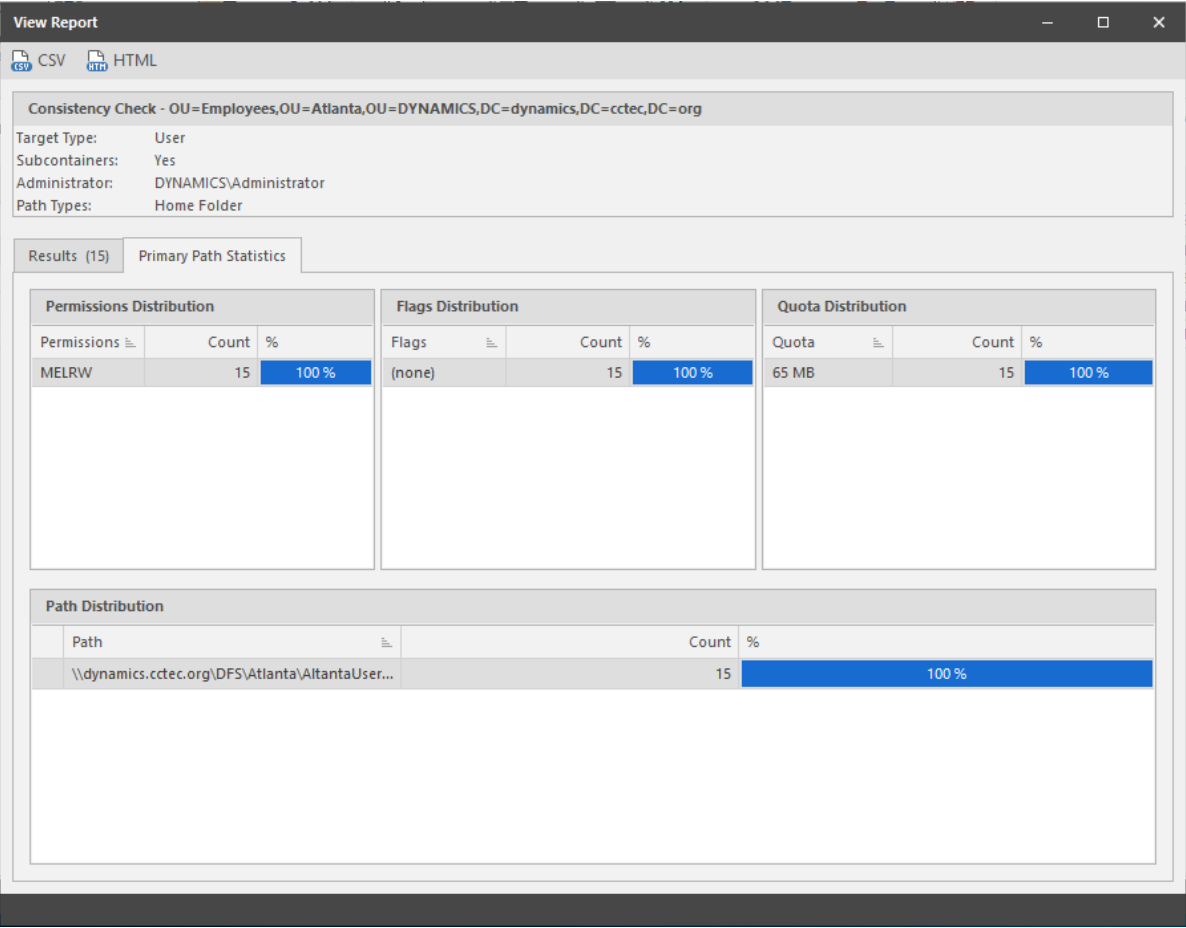 View Report
CSV HTML
Consistency Check - OU=Employees,OU=Atlanta,OU=DYNAMICS,DC=dynamics,DC=cctec,DC=org
Target Type: User
Subcontainers: Yes
Administrator: DYNAMICS\Administrator
Path Types: Home Folder
Results (15) Primary Path Statistics
Permissions Distribution
Permissions Count %
MELRW 15 100 %
Flags Distribution
Flags Count %
(none) 15 100 %
Quota Distribution
Quota Count %
65 MB 15 100 %
Path Distribution
Path Count %
\\dynamics.cctec.org\DFS\Atlanta\AltantaUser... 15 100 %